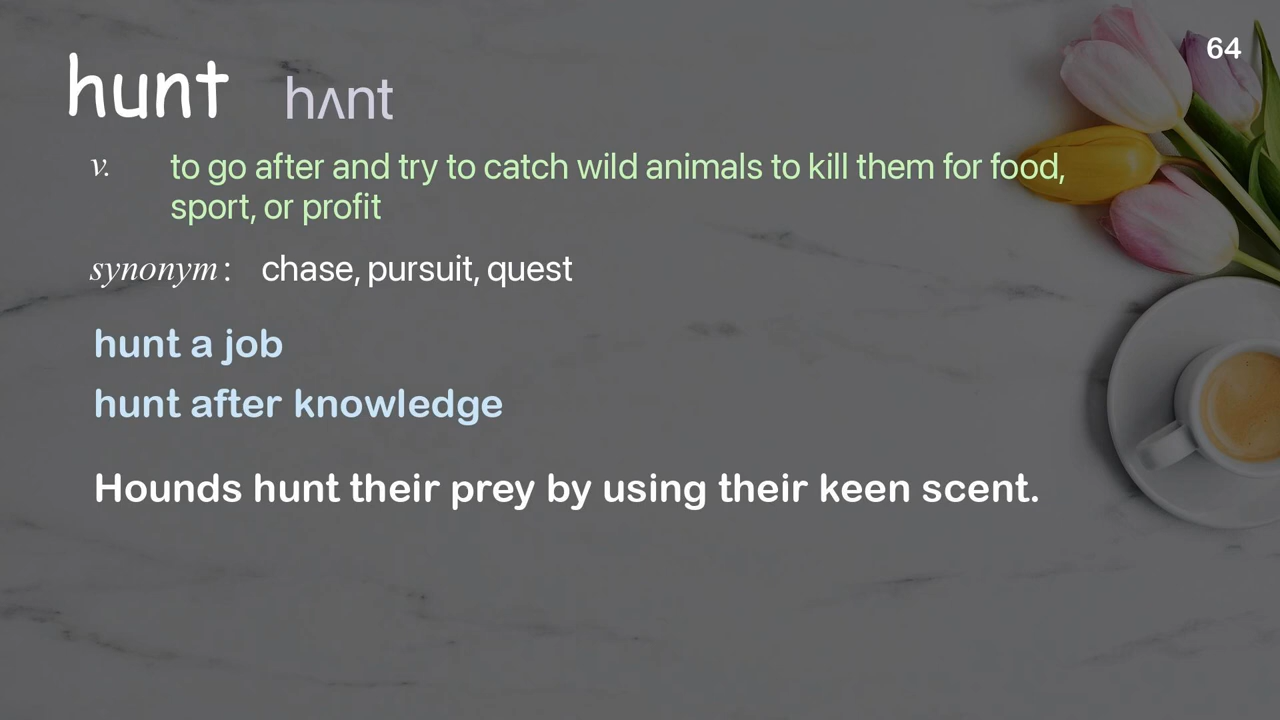 64
hunt hʌnt
v. to go after and try to catch wild animals to kill them for food,
sport, or profit
synonym: chase, pursuit, quest
hunt a job
hunt after knowledge
Hounds hunt their prey by using their keen scent.